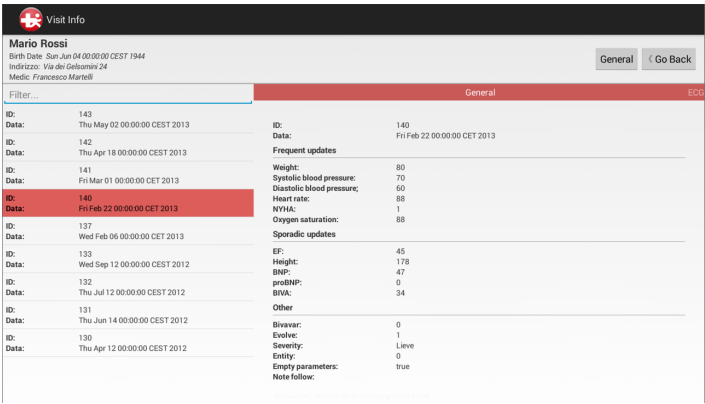 Visit Info
Mario Rossi
Birth Date Sun Jun 04 00:00:00 CEST 1944
Indirizzo: Via dei Gelsomini 24
Medic Francesco Martelli
General
Go Back
Filter...
ID: 143
Data: Thu May 02 00:00:00 CEST 2013
ID: 142
Data: Thu Apr 18 00:00:00 CEST 2013
ID: 141
Data: Fri Mar 01 00:00:00 CET 2013
ID: 140
Data: Fri Feb 22 00:00:00 CET 2013
ID: 137
Data: Wed Feb 06 00:00:00 CET 2013
ID: 133
Data: Wed Sep 12 00:00:00 CEST 2012
ID: 132
Data: Thu Jul 12 00:00:00 CEST 2012
ID: 131
Data: Thu Jun 14 00:00:00 CEST 2012
ID: 130
Data: Thu Apr 12 00:00:00 CEST 2012
General ECG
ID: 140
Data: Fri Feb 22 00:00:00 CET 2013
Frequent updates
Weight: 80
Systolic blood pressure: 70
Diastolic blood pressure; 60
Heart rate: 88
NYHA: 1
Oxygen saturation: 88
Sporadic updates
EF: 45
Height: 178
BNP: 47
proBNP: 0
BIVA: 34
Other
Bivavar: 0
Evolve: 1
Severity: Lieve
Entity: 0
Empty parameters: true
Note follow: